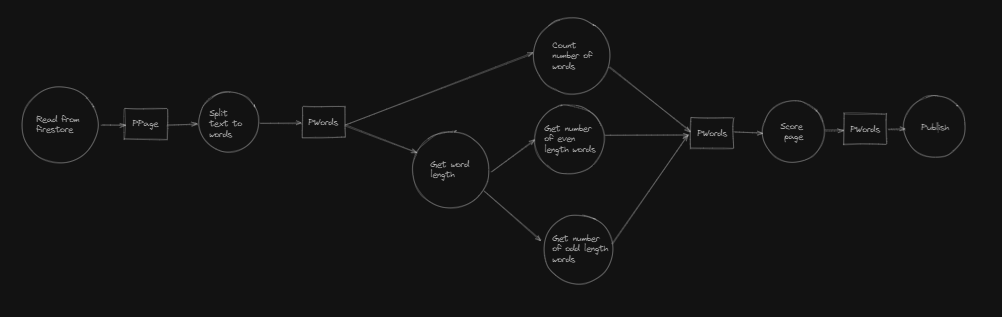 Read from
firestore
PPage
Split
text to
words
PWords
Count
number of
words
Get word
length
Get number
of even
length words
Get number
of odd length
words
PWords
Score
page
PWords
Publish